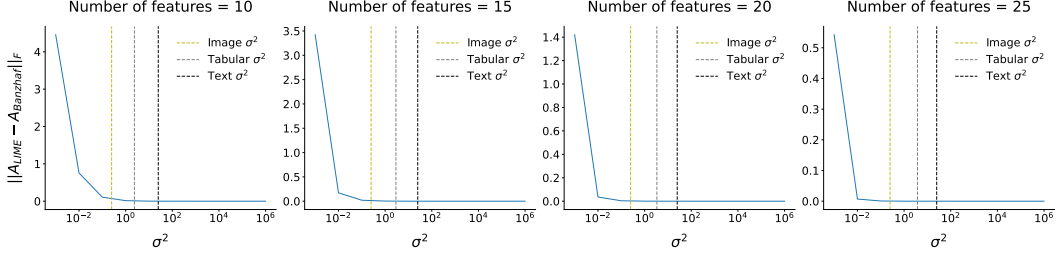 Number of features = 10
||A_LIME − A_Banzhaf||_F
4
3
2
1
0
Image σ²
Tabular σ²
Text σ²
10⁻² 10⁰ 10² 10⁴ 10⁶
σ²
Number of features = 15
3.5
3.0
2.5
2.0
1.5
1.0
0.5
0.0
Image σ²
Tabular σ²
Text σ²
10⁻² 10⁰ 10² 10⁴ 10⁶
σ²
Number of features = 20
1.4
1.2
1.0
0.8
0.6
0.4
0.2
0.0
Image σ²
Tabular σ²
Text σ²
10⁻² 10⁰ 10² 10⁴ 10⁶
σ²
Number of features = 25
0.5
0.4
0.3
0.2
0.1
0.0
Image σ²
Tabular σ²
Text σ²
10⁻² 10⁰ 10² 10⁴ 10⁶
σ²